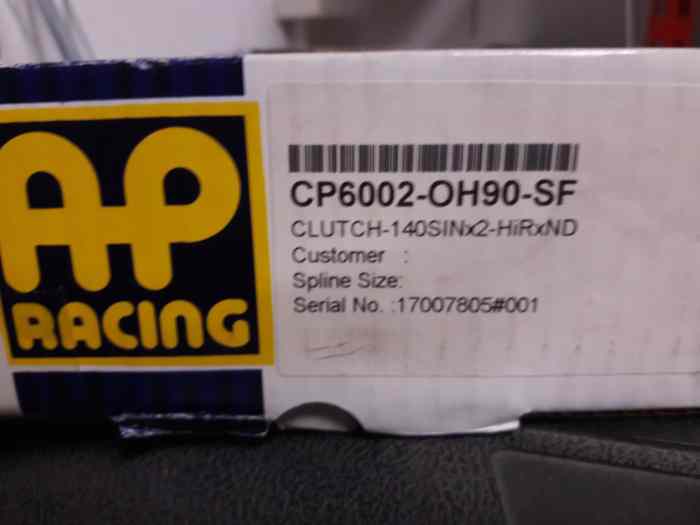 AP
RACING
CP6002-OH90-SF
CLUTCH-140SINx2-HiRxND
Customer :
Spline Size:
Serial No. :17007805#001